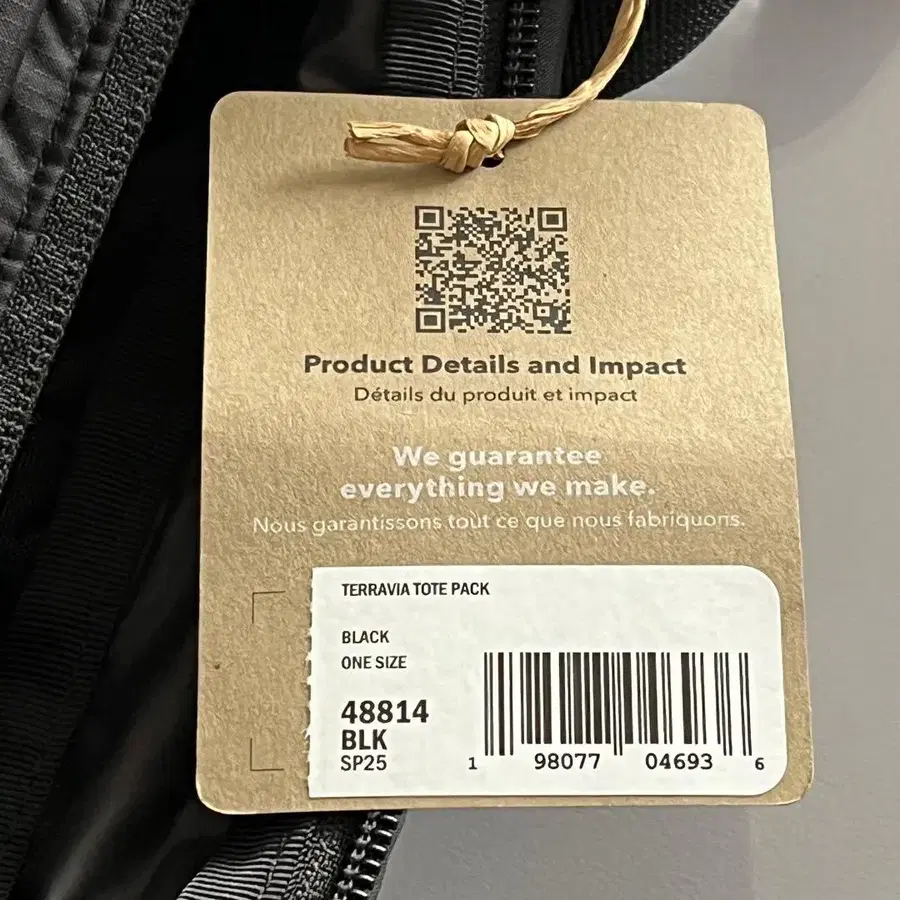 Product Details and Impact
Détails du produit et impact
We guarantee
everything we make.
Nous garantissons tout ce que nous fabriquons.
TERRAVIA TOTE PACK
BLACK
ONE SIZE
48814
BLK
SP25
1 98077 04693 6